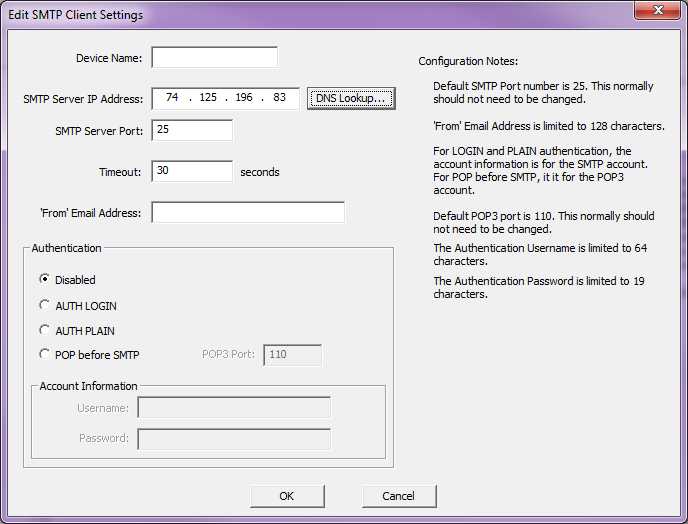 Edit SMTP Client Settings
Device Name:
SMTP Server IP Address: 74 . 125 . 196 . 83 DNS Lookup...
SMTP Server Port: 25
Timeout: 30 seconds
'From' Email Address:
Authentication
Disabled
AUTH LOGIN
AUTH PLAIN
POP before SMTP POP3 Port: 110
Account Information
Username:
Password:
Configuration Notes:
Default SMTP Port number is 25. This normally
should not need to be changed.
'From' Email Address is limited to 128 characters.
For LOGIN and PLAIN authentication, the
account information is for the SMTP account.
For POP before SMTP, it it for the POP3
account.
Default POP3 port is 110. This normally should
not need to be changed.
The Authentication Username is limited to 64
characters.
The Authentication Password is limited to 19
characters.
OK Cancel